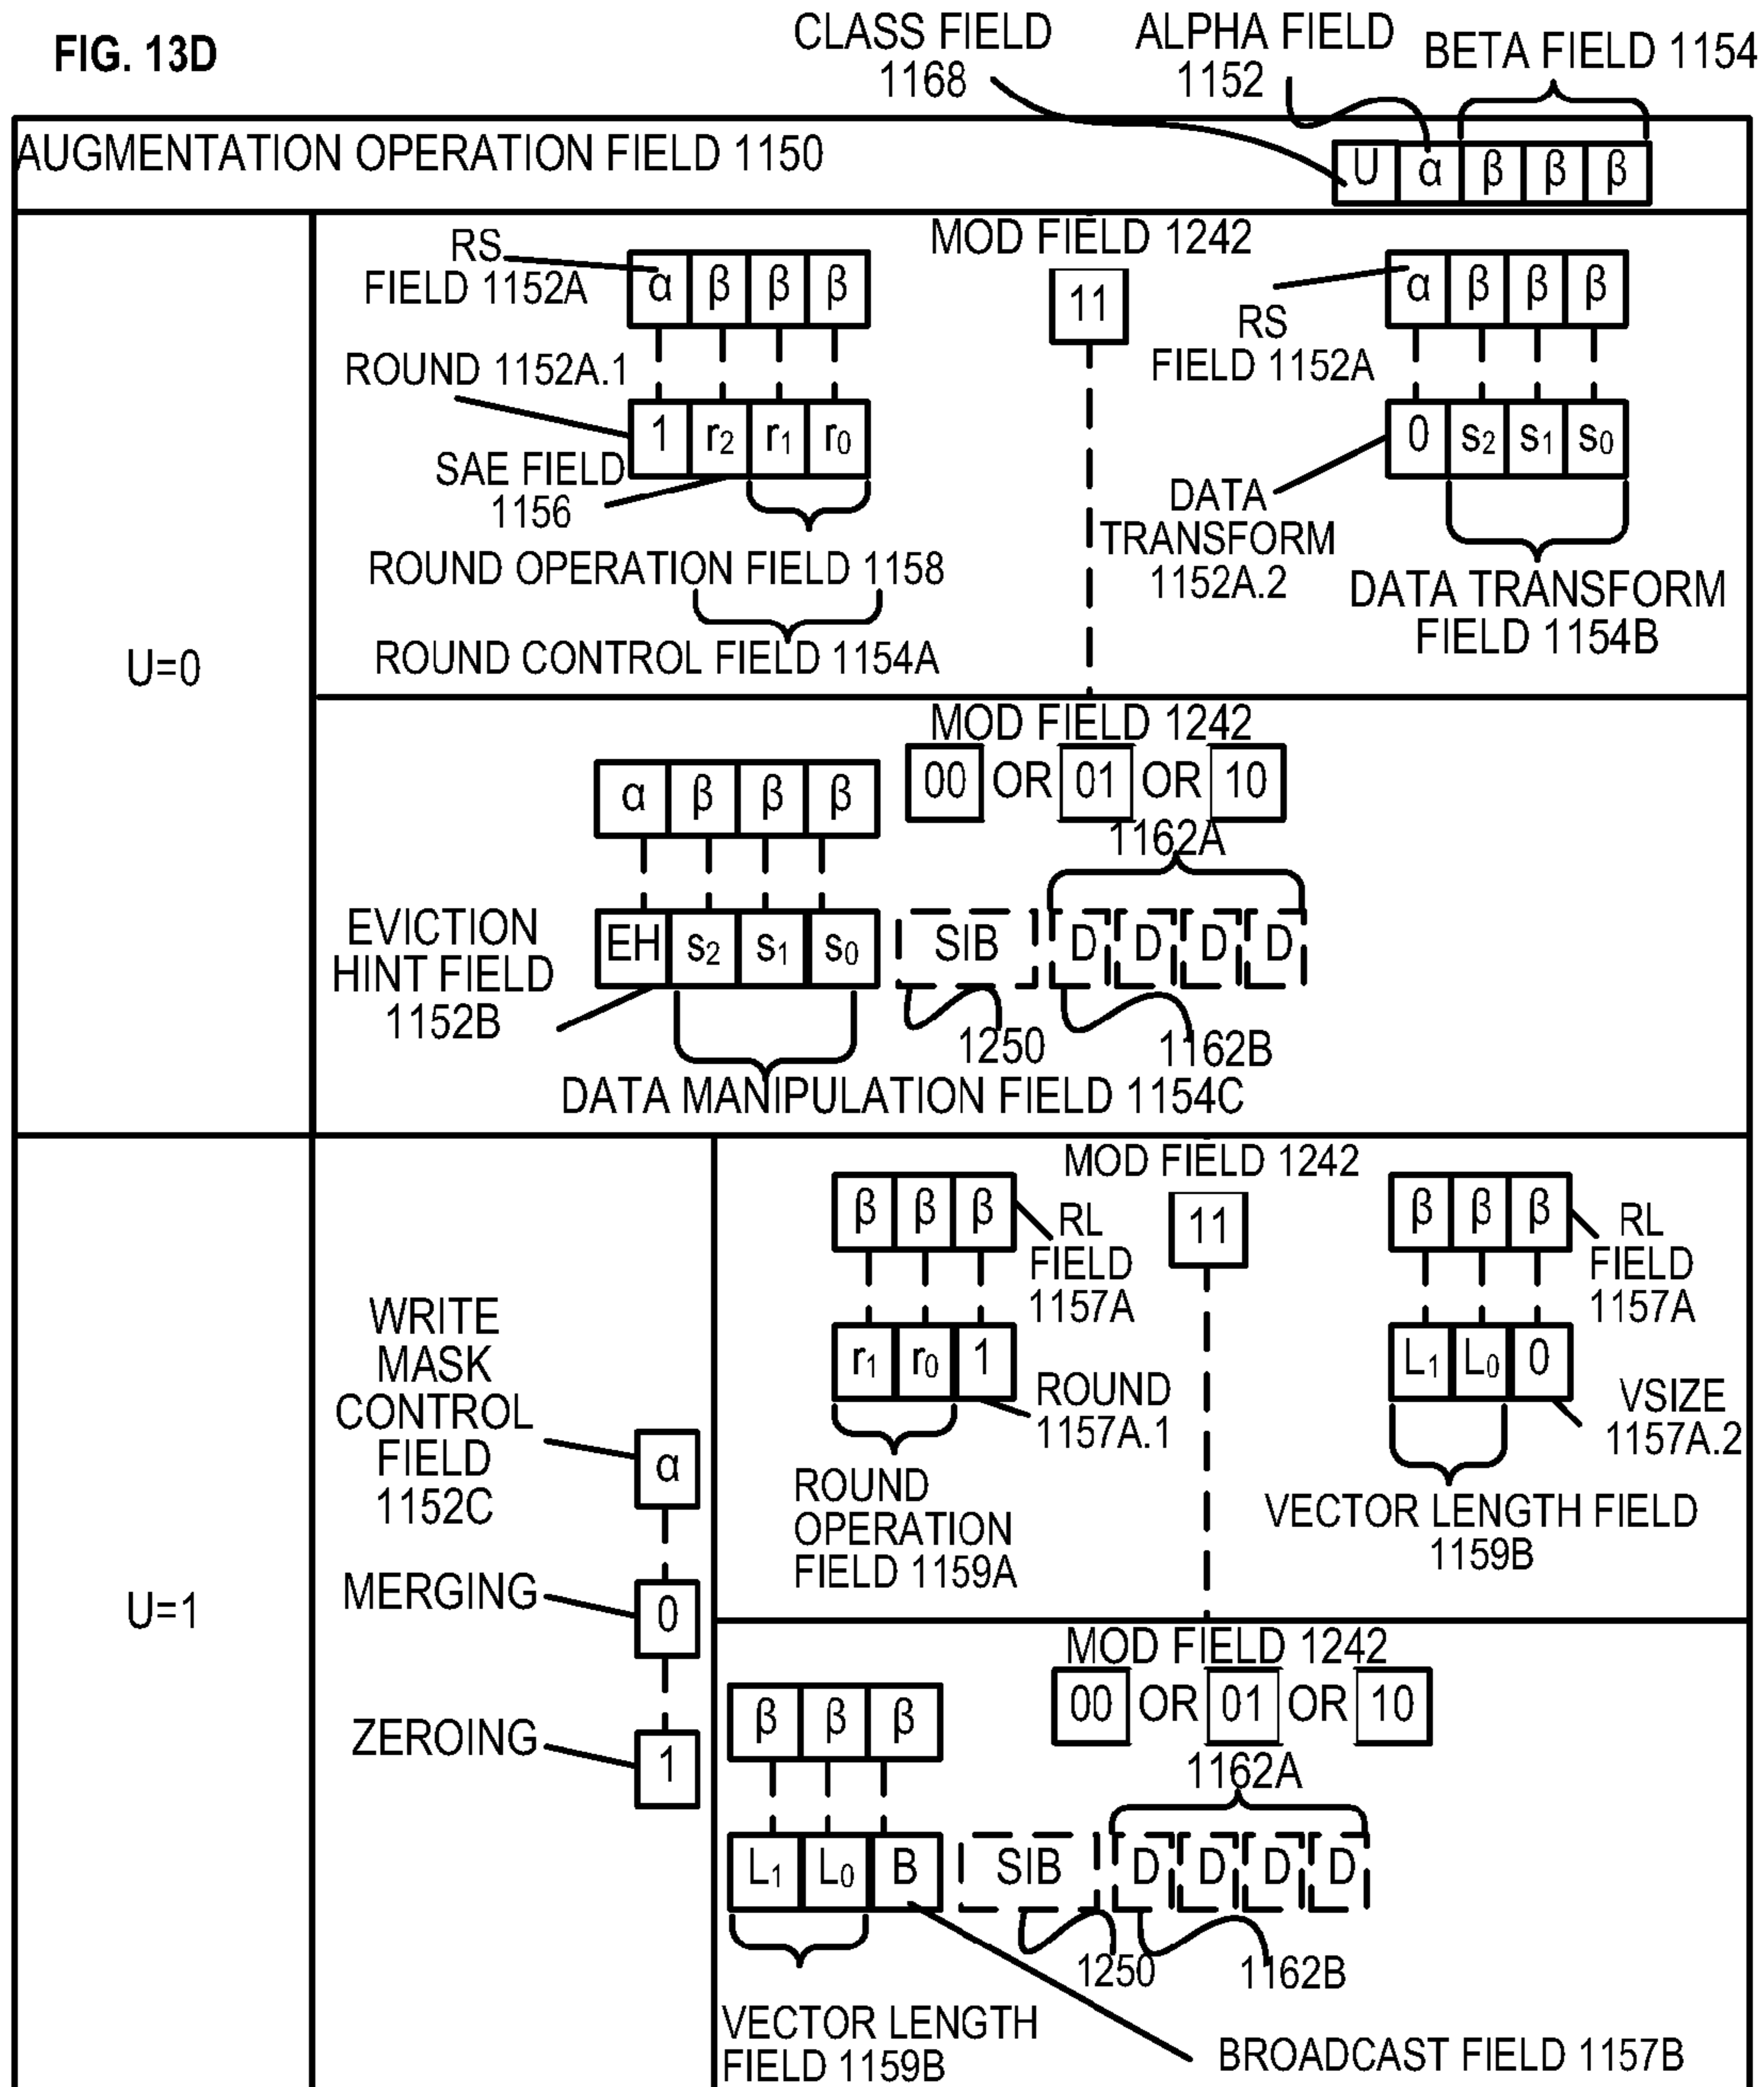 FIG. 13D
CLASS FIELD
1168
ALPHA FIELD
1152
BETA FIELD 1154
AUGMENTATION OPERATION FIELD 1150
U α β β β
U=0
MOD FIELD 1242
11
RS
FIELD 1152A
α β β β
ROUND 1152A.1
1 r2 r1 r0
SAE FIELD
1156
ROUND OPERATION FIELD 1158
ROUND CONTROL FIELD 1154A
α β β β
RS
FIELD 1152A
0 s2 s1 s0
DATA
TRANSFORM
1152A.2
DATA TRANSFORM
FIELD 1154B
MOD FIELD 1242
00 OR 01 OR 10
α β β β
1162A
EVICTION
HINT FIELD
1152B
EH s2 s1 s0 SIB D D D D
1250
1162B
DATA MANIPULATION FIELD 1154C
U=1
WRITE
MASK
CONTROL
FIELD
1152C
α
MERGING
0
ZEROING
1
MOD FIELD 1242
11
β β β
RL
FIELD
1157A
r1 r0 1
ROUND
1157A.1
ROUND
OPERATION
FIELD 1159A
β β β
RL
FIELD
1157A
L1 L0 0
VSIZE
1157A.2
VECTOR LENGTH FIELD
1159B
MOD FIELD 1242
00 OR 01 OR 10
β β β
1162A
L1 L0 B SIB D D D D
1250
1162B
VECTOR LENGTH
FIELD 1159B
BROADCAST FIELD 1157B